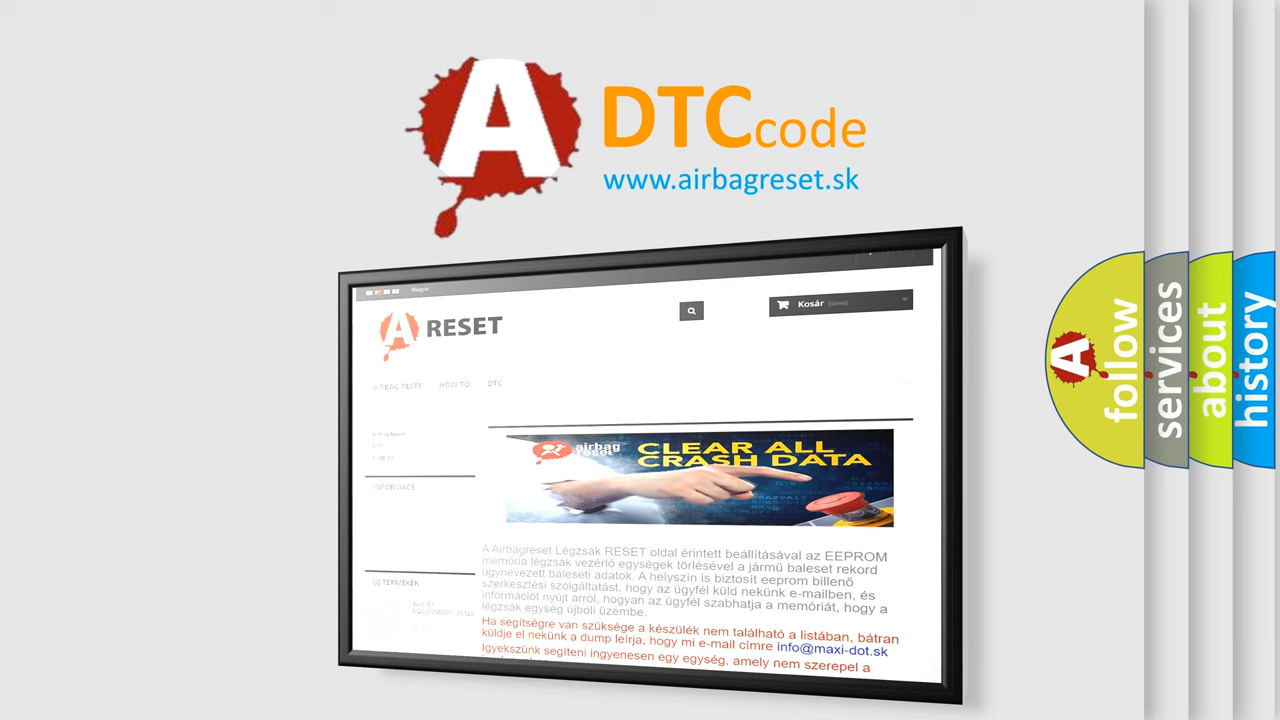 A DTCcode
www.airbagreset.sk
Magyar
Kosár (üres)
A RESET
AIRBAG RESET HOW TO DTC
INFORMACE
ÚJ TERMÉKEK
airbag
reset
CLEAR ALL
CRASH DATA
A Airbagreset Légzsák RESET oldal érintett beállításával az EEPROM
memória légzsák vezérlő egységek törlésével a jármű baleset rekord
úgynevezett baleseti adatok. A helyszín is biztosít eeprom billenő
szerkesztési szolgáltatást, hogy az ügyfél küld nekünk e-mailben, és
információt nyújt arról, hogyan az ügyfél szabhatja a memóriát, hogy a
légzsák egység újbóli üzembe.
Ha segítségre van szüksége a készülék nem található a listában, bátran
küldje el nekünk a dump leírja, hogy mi e-mail címre info@maxi-dot.sk
Igyekszünk segíteni ingyenesen egy egység, amely nem szerepel a
A
follow
services
about
history